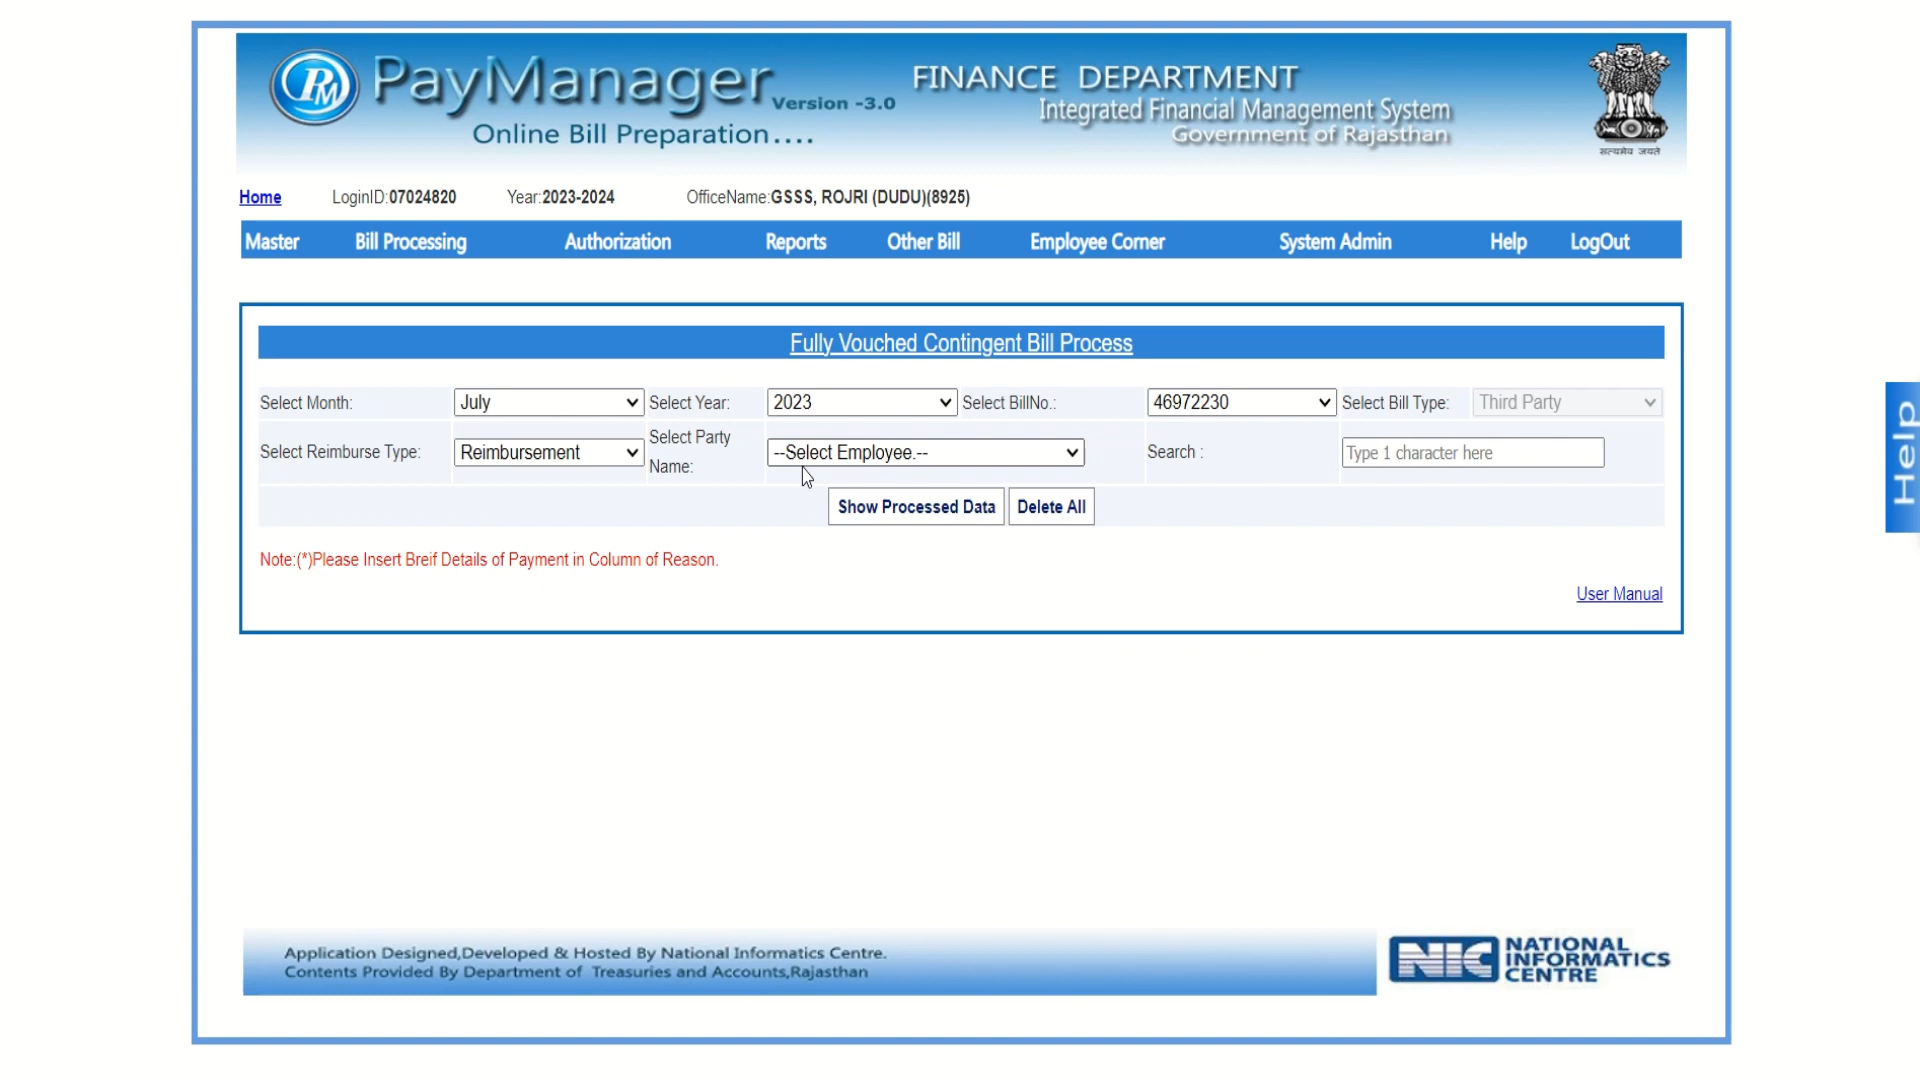 PayManager Version -3.0
Online Bill Preparation....
FINANCE DEPARTMENT
Integrated Financial Management System
Government of Rajasthan
सत्यमेव जयते
Home LoginID:07024820 Year:2023-2024 OfficeName:GSSS, ROJRI (DUDU)(8925)
Master Bill Processing Authorization Reports Other Bill Employee Corner System Admin Help LogOut
Fully Vouched Contingent Bill Process
Select Month: July Select Year: 2023 Select BillNo.: 46972230 Select Bill Type: Third Party
Select Reimburse Type: Reimbursement Select Party Name: --Select Employee.-- Search : Type 1 character here
Show Processed Data Delete All
Note:(*)Please Insert Breif Details of Payment in Column of Reason.
User Manual
Help
Application Designed,Developed & Hosted By National Informatics Centre.
Contents Provided By Department of Treasuries and Accounts,Rajasthan
NIC NATIONAL
INFORMATICS
CENTRE